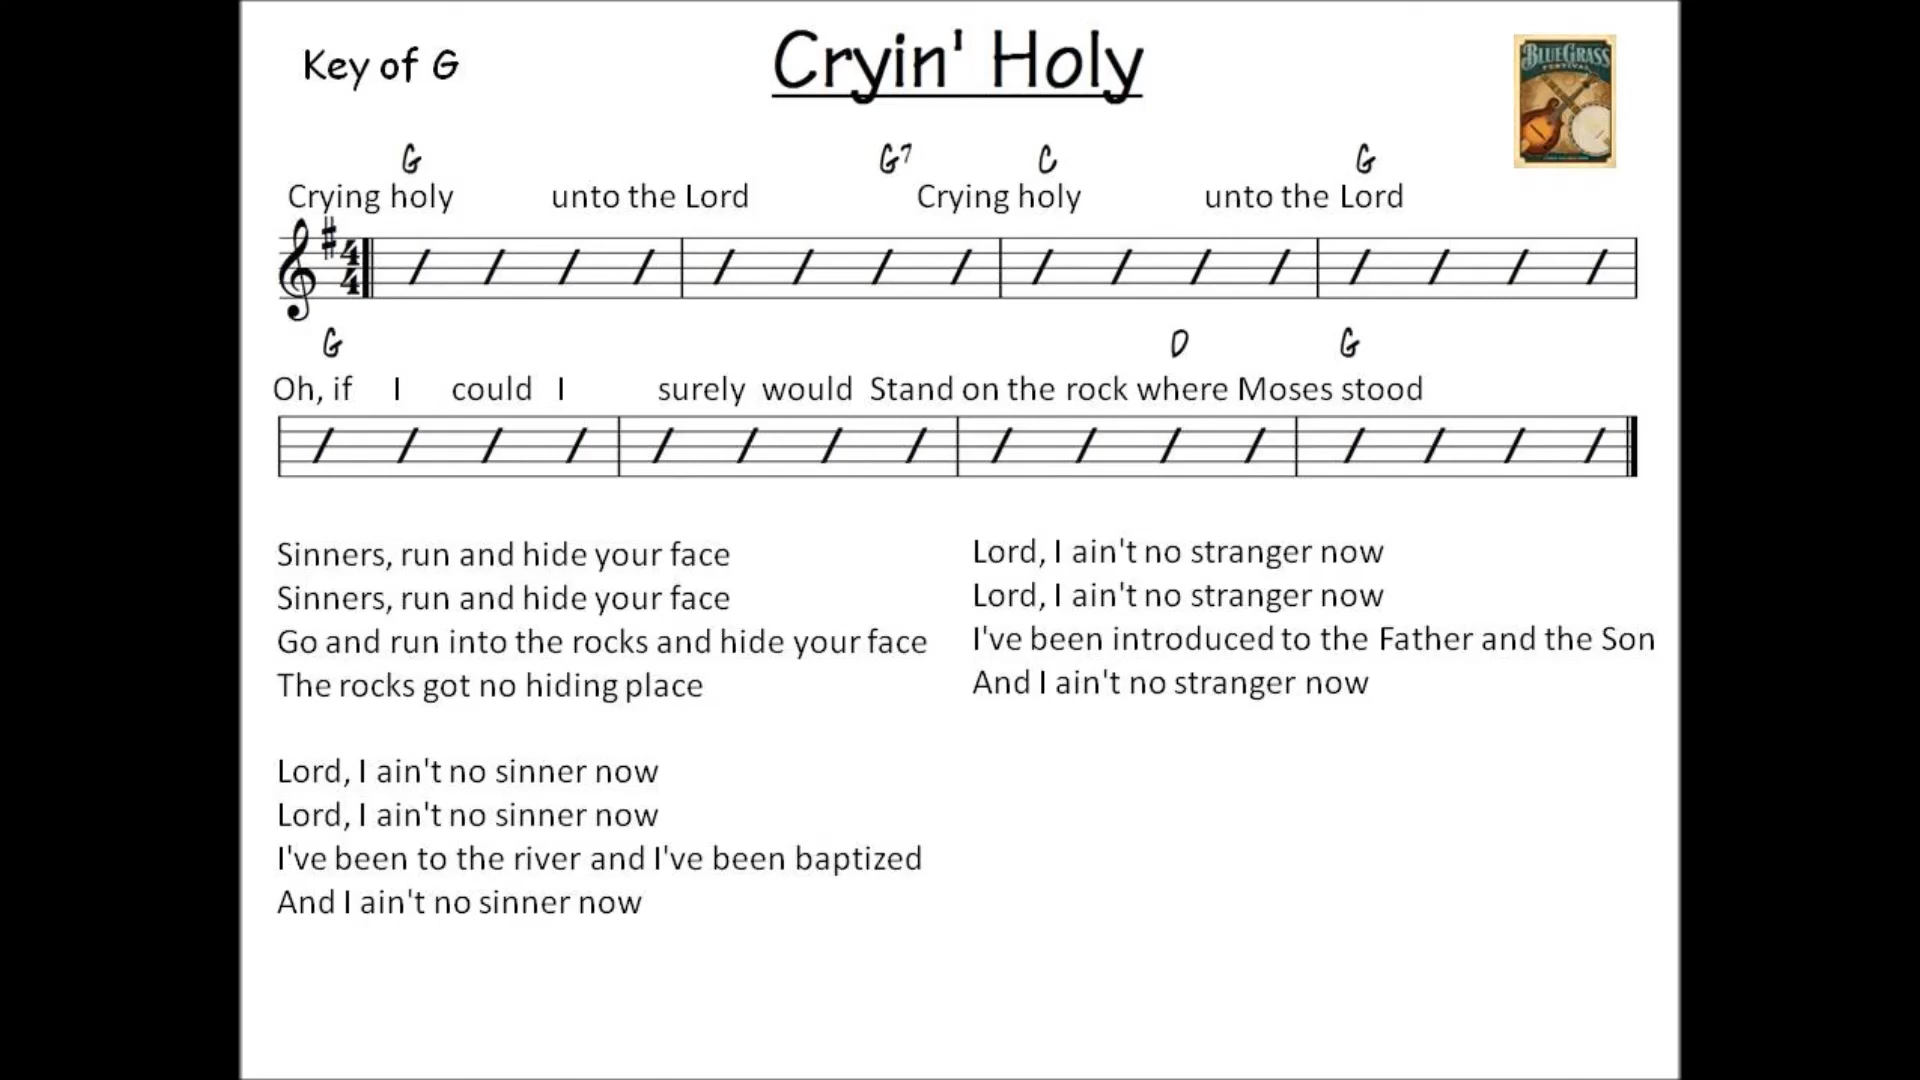 Key of G
Cryin' Holy
BLUEGRASS
FESTIVAL
G G7 C G
Crying holy unto the Lord Crying holy unto the Lord
4
4
G D G
Oh, if I could I surely would Stand on the rock where Moses stood
Sinners, run and hide your face
Sinners, run and hide your face
Go and run into the rocks and hide your face
The rocks got no hiding place
Lord, I ain't no sinner now
Lord, I ain't no sinner now
I've been to the river and I've been baptized
And I ain't no sinner now
Lord, I ain't no stranger now
Lord, I ain't no stranger now
I've been introduced to the Father and the Son
And I ain't no stranger now